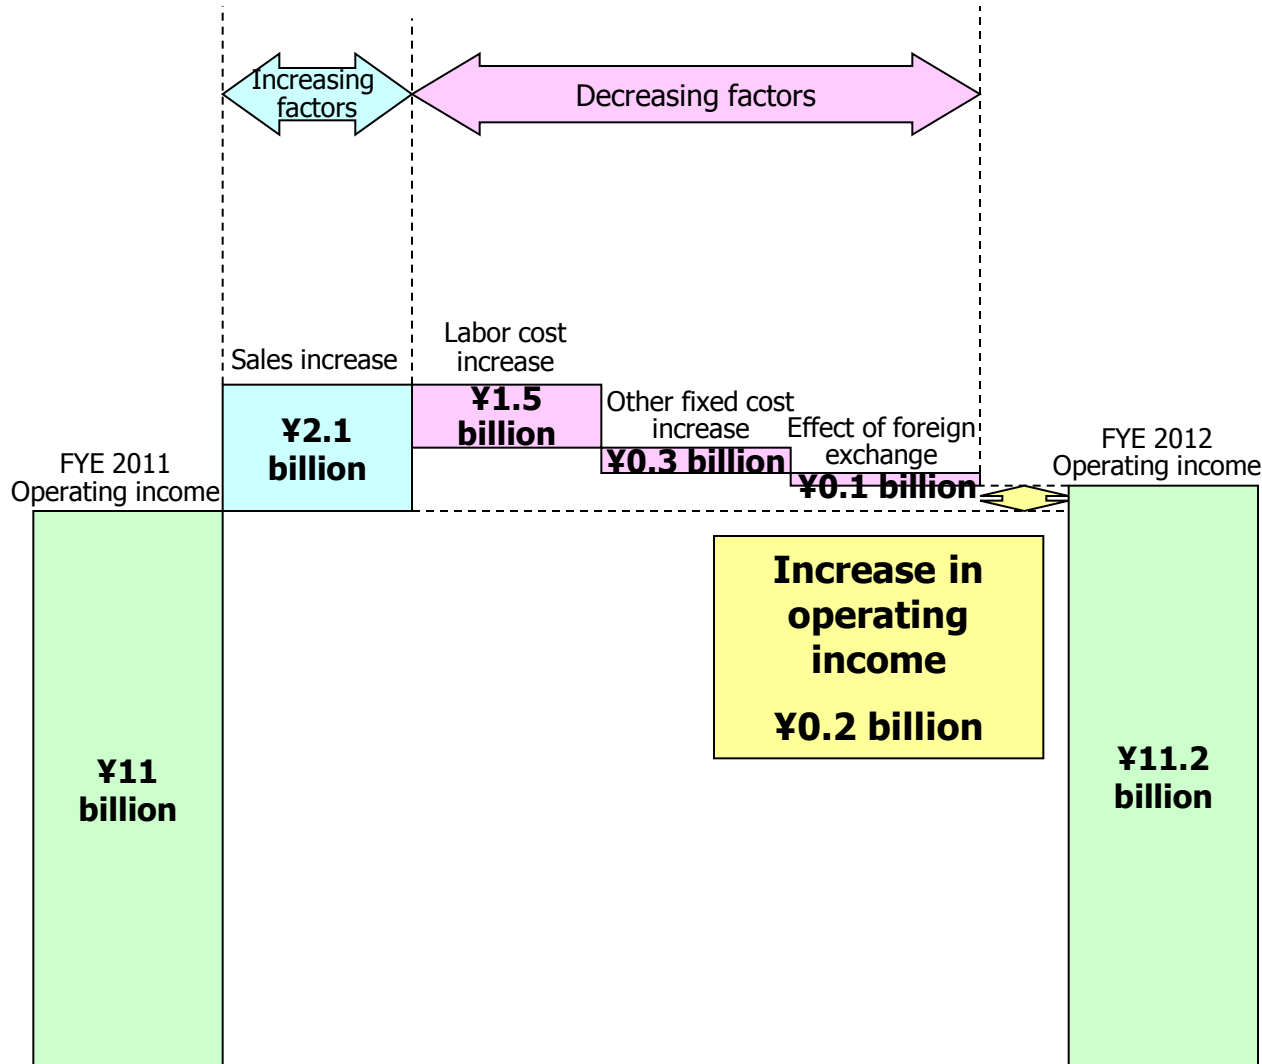 Increasing
factors
Decreasing factors
Sales increase
¥2.1
billion
Labor cost
increase
¥1.5
billion
Other fixed cost
increase
¥0.3 billion
Effect of foreign
exchange
¥0.1 billion
FYE 2011
Operating income
¥11
billion
FYE 2012
Operating income
¥11.2
billion
Increase in
operating
income
¥0.2 billion